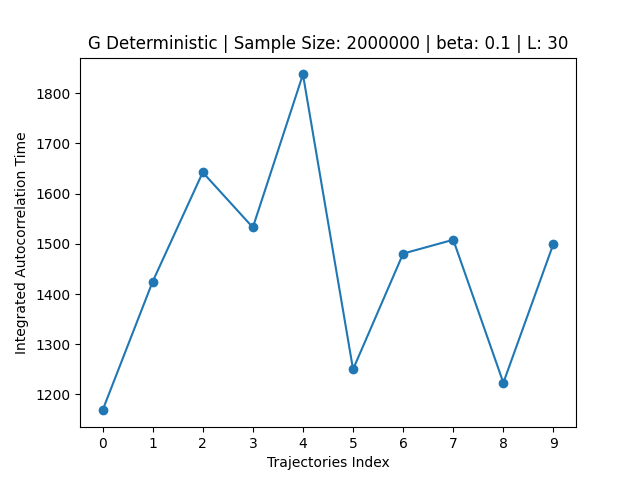 G Deterministic | Sample Size: 2000000 | beta: 0.1 | L: 30
Integrated Autocorrelation Time
1800
1700
1600
1500
1400
1300
1200
0 1 2 3 4 5 6 7 8 9
Trajectories Index